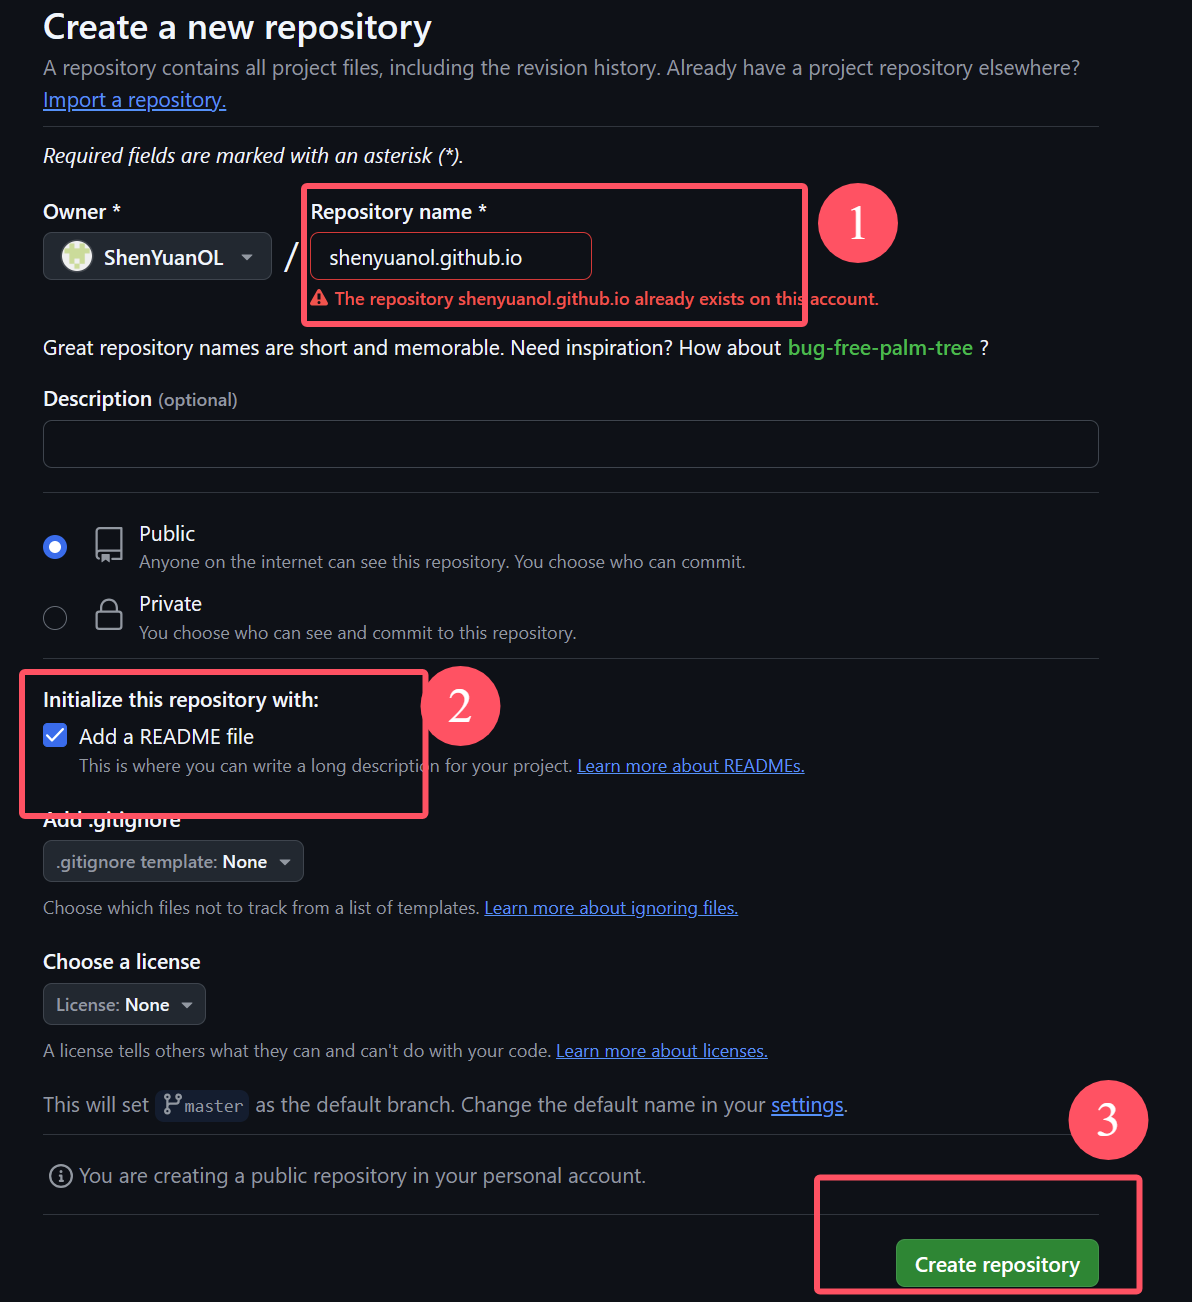 Create a new repository
A repository contains all project files, including the revision history. Already have a project repository elsewhere?
Import a repository.
Required fields are marked with an asterisk (*).
Owner *
Repository name *
1
ShenYuanOL
/
shenyuanol.github.io
The repository shenyuanol.github.io already exists on this account.
Great repository names are short and memorable. Need inspiration? How about bug-free-palm-tree ?
Description (optional)
Public
Anyone on the internet can see this repository. You choose who can commit.
Private
You choose who can see and commit to this repository.
Initialize this repository with:
2
Add a README file
This is where you can write a long description for your project. Learn more about READMEs.
Add .gitignore
.gitignore template: None
Choose which files not to track from a list of templates. Learn more about ignoring files.
Choose a license
License: None
A license tells others what they can and can't do with your code. Learn more about licenses.
This will set master as the default branch. Change the default name in your settings.
3
You are creating a public repository in your personal account.
Create repository